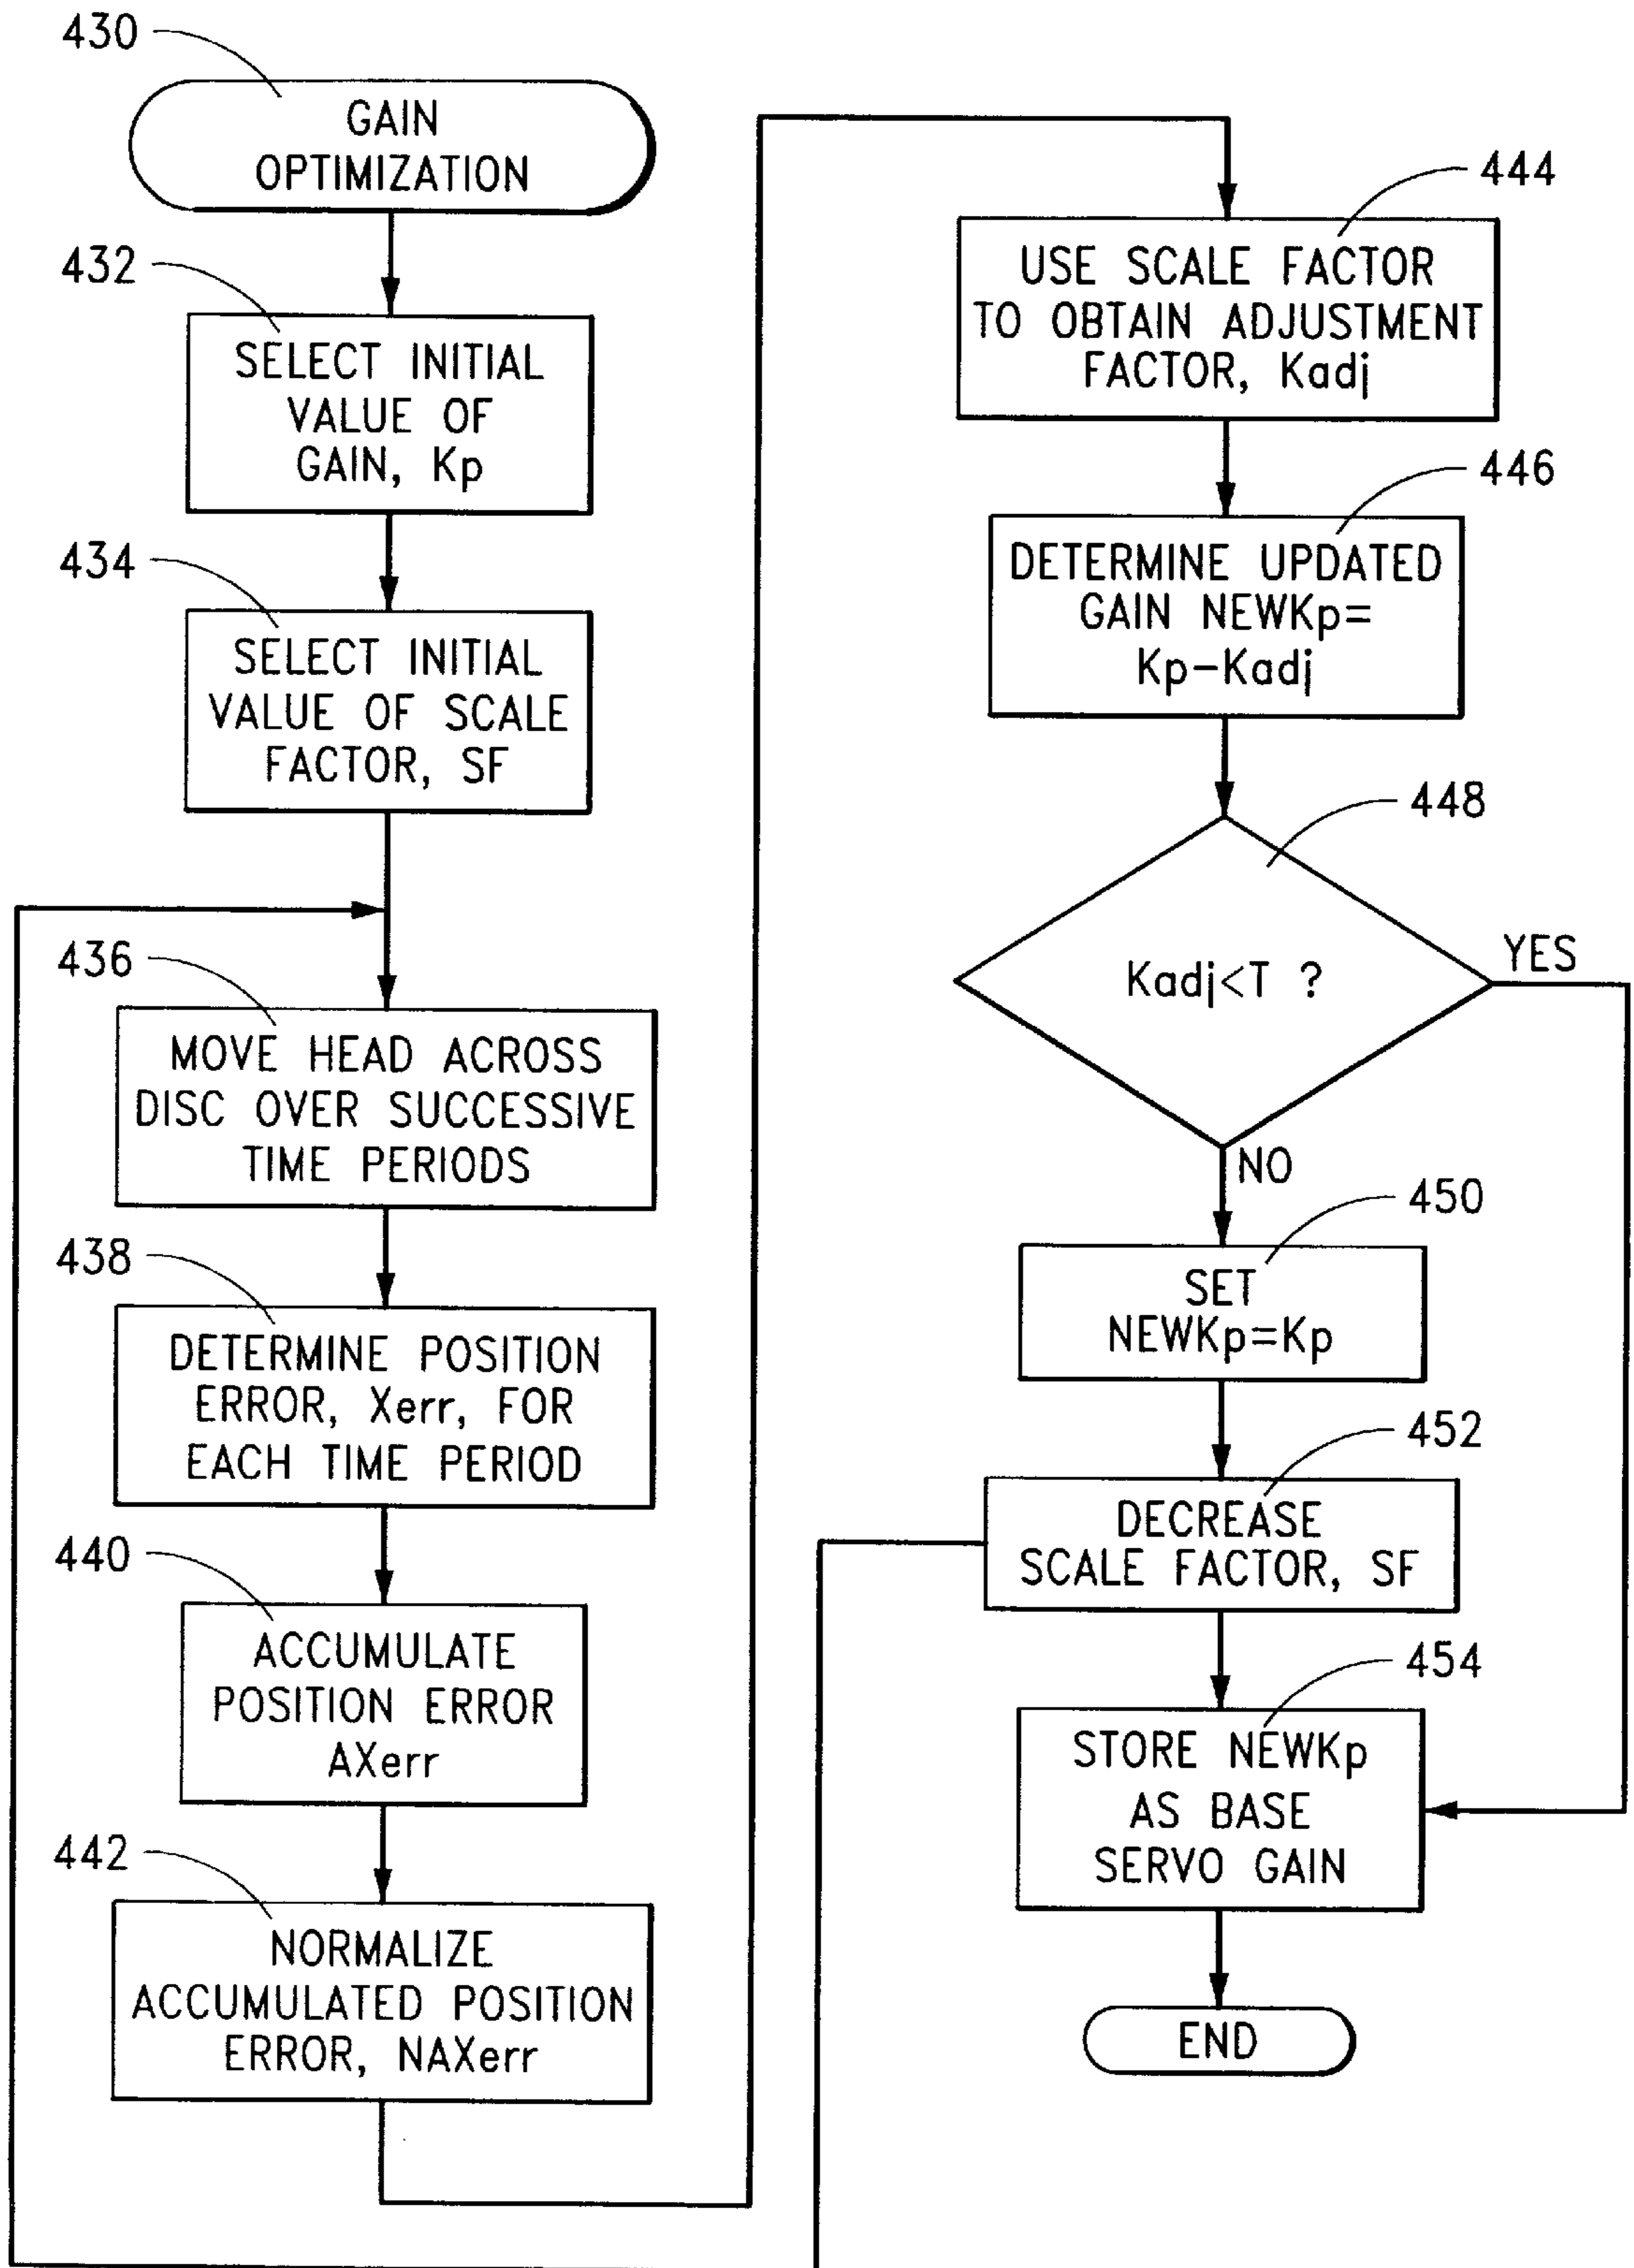 430
GAIN
OPTIMIZATION
432
SELECT INITIAL
VALUE OF
GAIN, Kp
434
SELECT INITIAL
VALUE OF SCALE
FACTOR, SF
436
MOVE HEAD ACROSS
DISC OVER SUCCESSIVE
TIME PERIODS
438
DETERMINE POSITION
ERROR, Xerr, FOR
EACH TIME PERIOD
440
ACCUMULATE
POSITION ERROR
AXerr
442
NORMALIZE
ACCUMULATED POSITION
ERROR, NAXerr
444
USE SCALE FACTOR
TO OBTAIN ADJUSTMENT
FACTOR, Kadj
446
DETERMINE UPDATED
GAIN NEWKp=
Kp-Kadj
448
Kadj<T ?
YES
NO
450
SET
NEWKp=Kp
452
DECREASE
SCALE FACTOR, SF
454
STORE NEWKp
AS BASE
SERVO GAIN
END